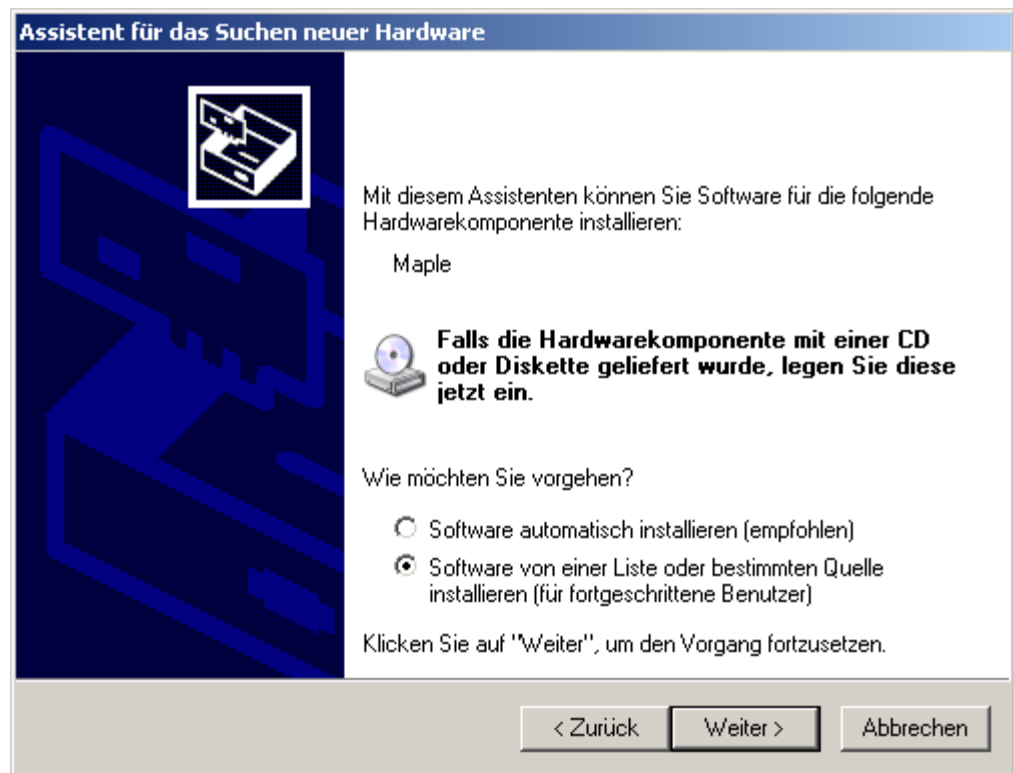 Assistent für das Suchen neuer Hardware
Mit diesem Assistenten können Sie Software für die folgende
Hardwarekomponente installieren:
Maple
Falls die Hardwarekomponente mit einer CD
oder Diskette geliefert wurde, legen Sie diese
jetzt ein.
Wie möchten Sie vorgehen?
Software automatisch installieren (empfohlen)
Software von einer Liste oder bestimmten Quelle
installieren (für fortgeschrittene Benutzer)
Klicken Sie auf "Weiter", um den Vorgang fortzusetzen.
< Zurück Weiter > Abbrechen